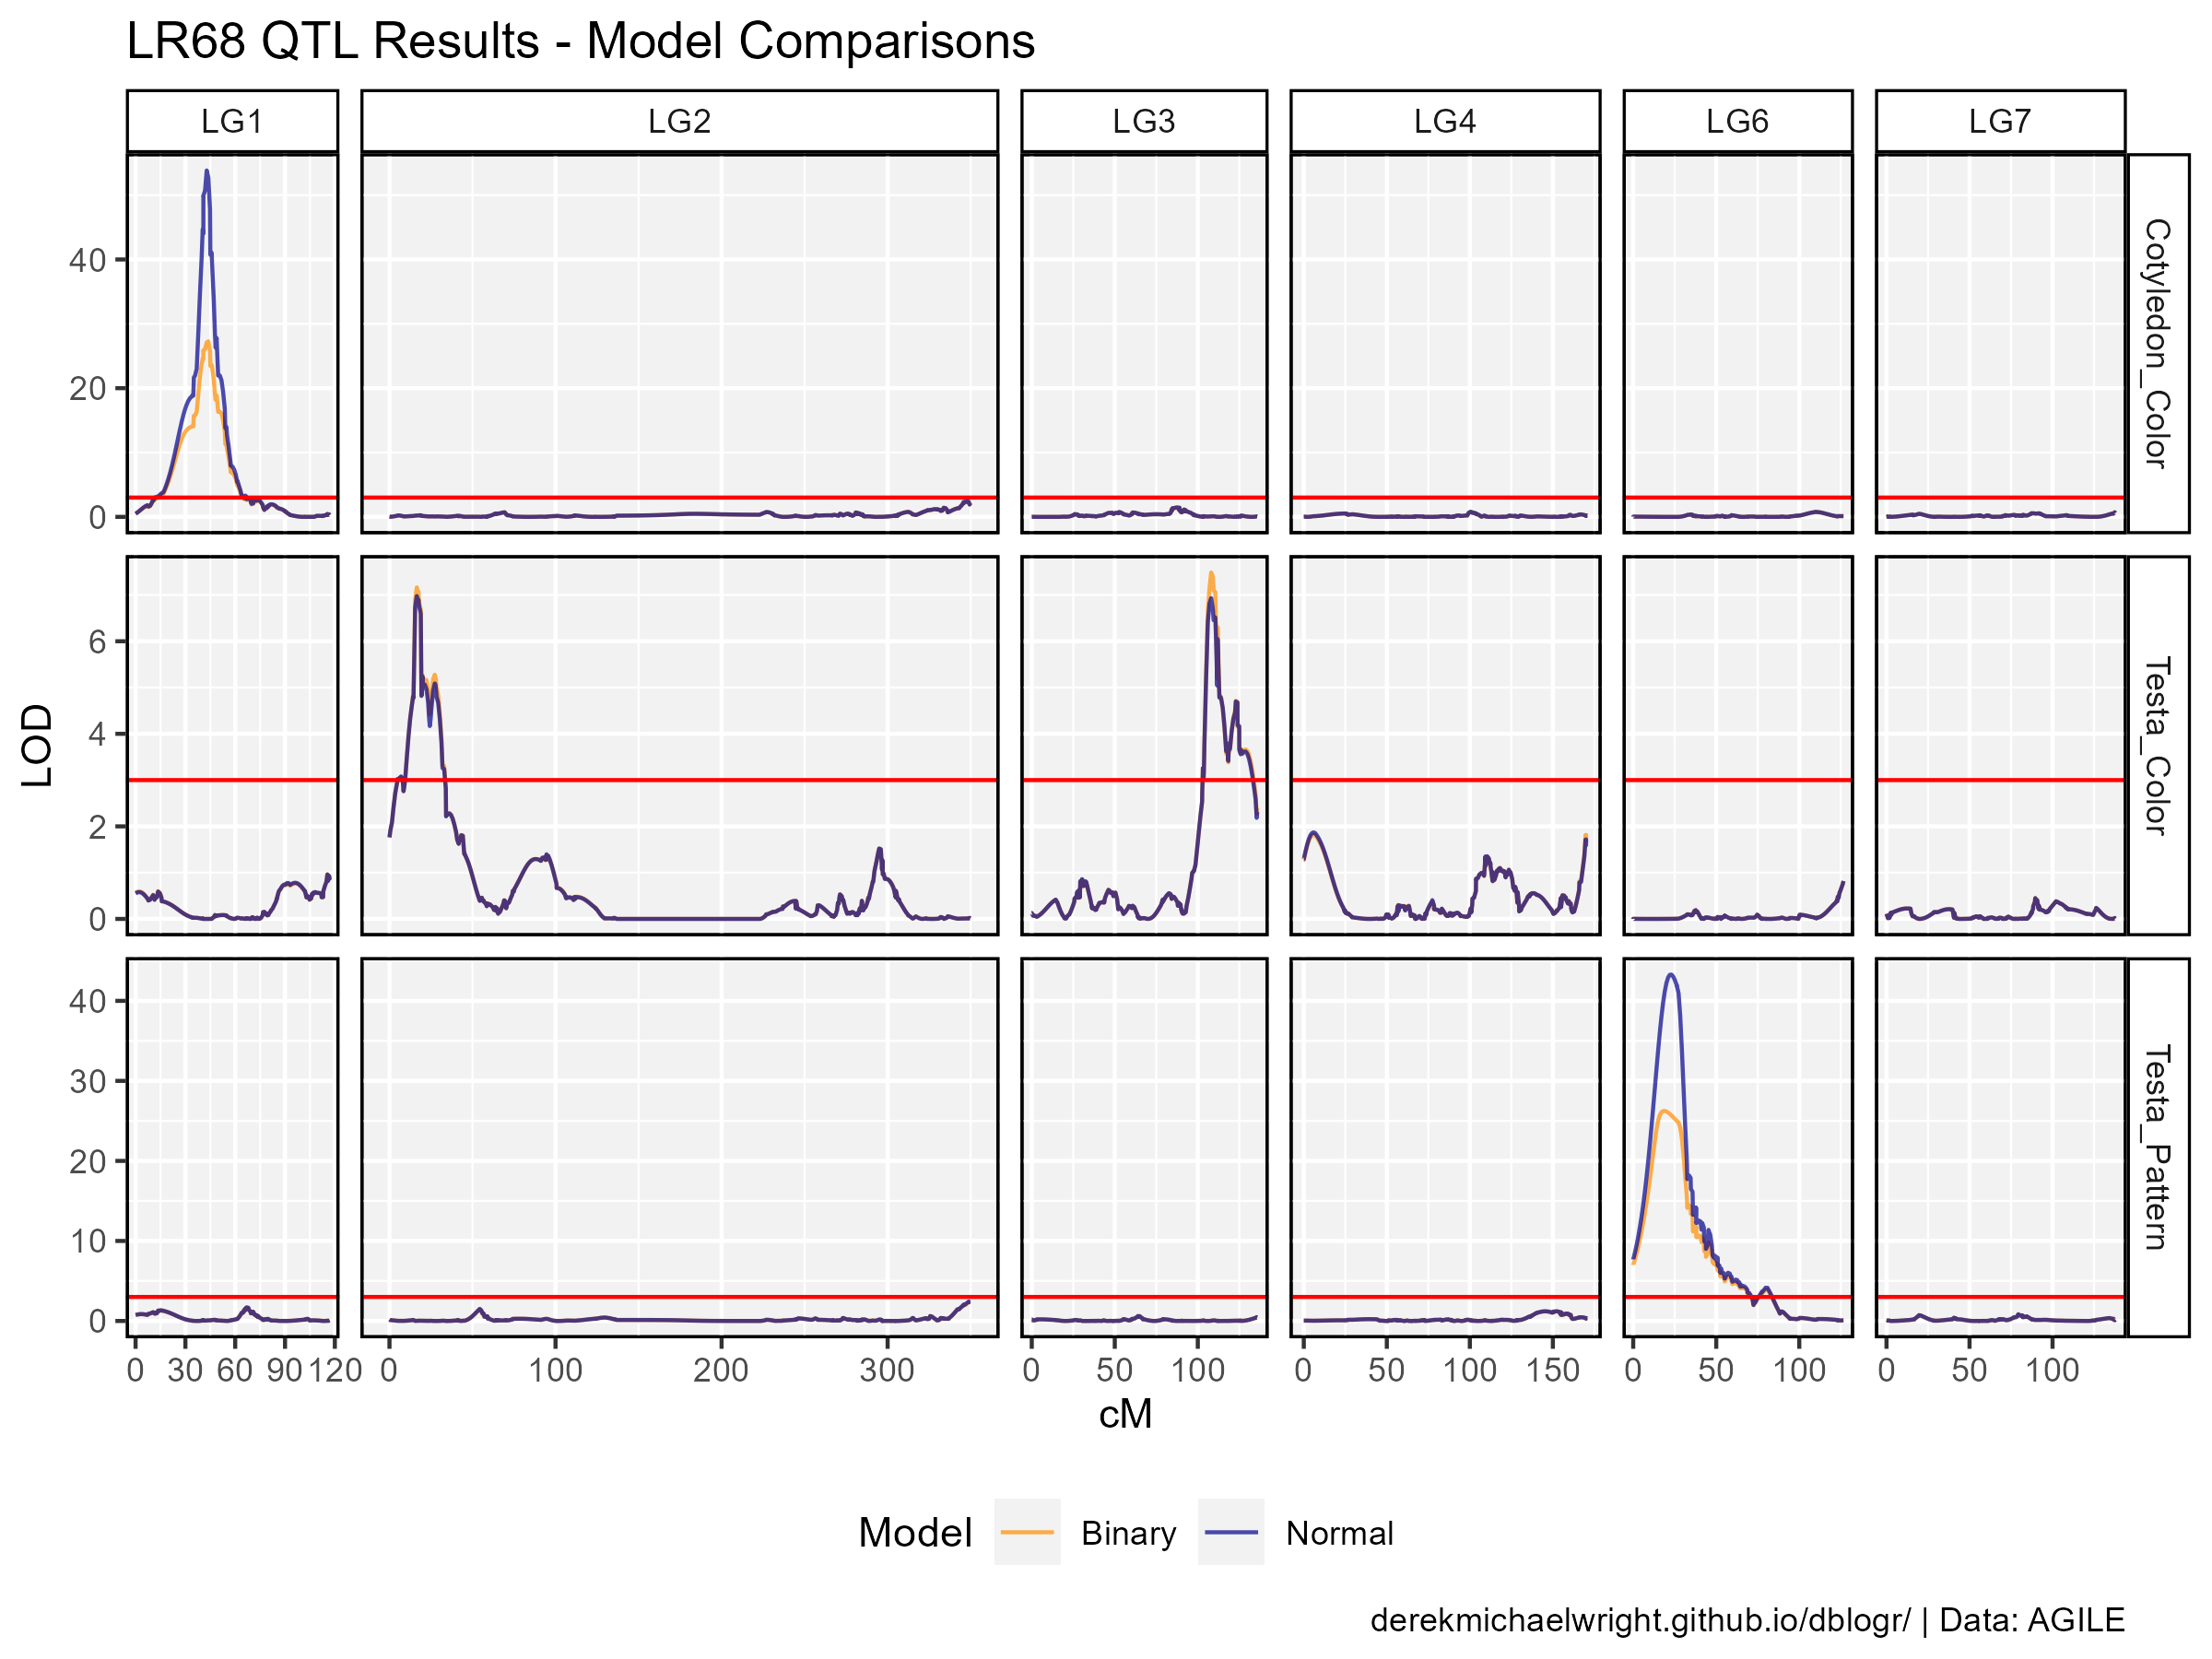 LR68 QTL Results - Model Comparisons
LG1 LG2 LG3 LG4 LG6 LG7
40
20
0
Cotyledon_Color
6
4
2
0
Testa_Color
40
30
20
10
0
Testa_Pattern
LOD
0 30 60 90 120 0 100 200 300 0 50 100 0 50 100 150 0 50 100 0 50 100
cM
Model Binary Normal
derekmichaelwright.github.io/dblogr/ | Data: AGILE